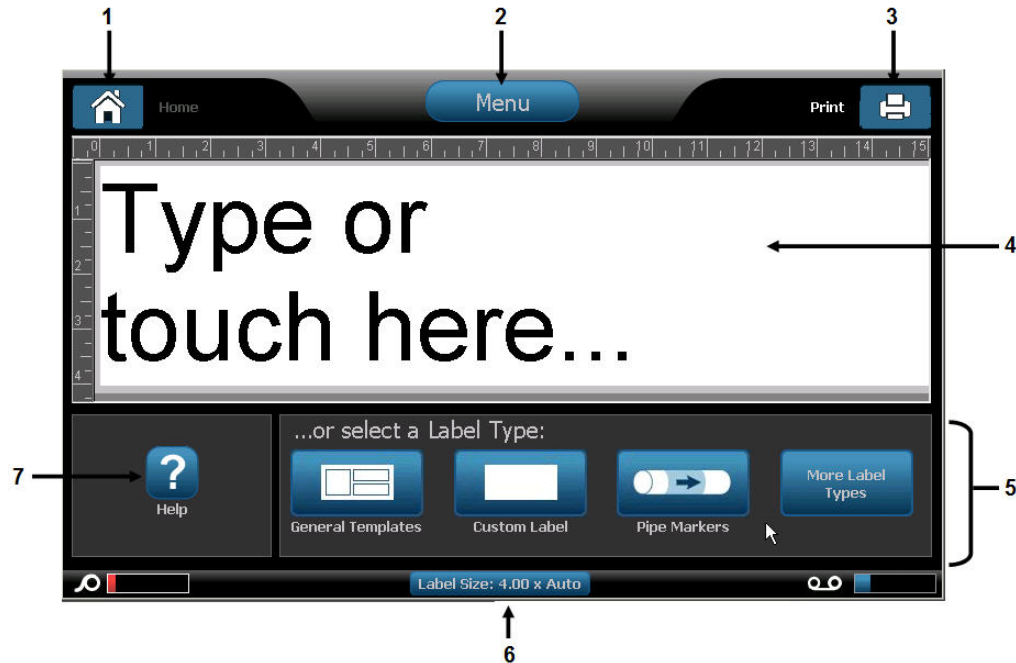 1 2 3
Home Menu Print
0 1 2 3 4 5 6 7 8 9 10 11 12 13 14 15
1
2
3
4
Type or
touch here...
4
...or select a Label Type:
More Label
Types
? Help
General Templates Custom Label Pipe Markers
5
7
Label Size: 4.00 x Auto
6